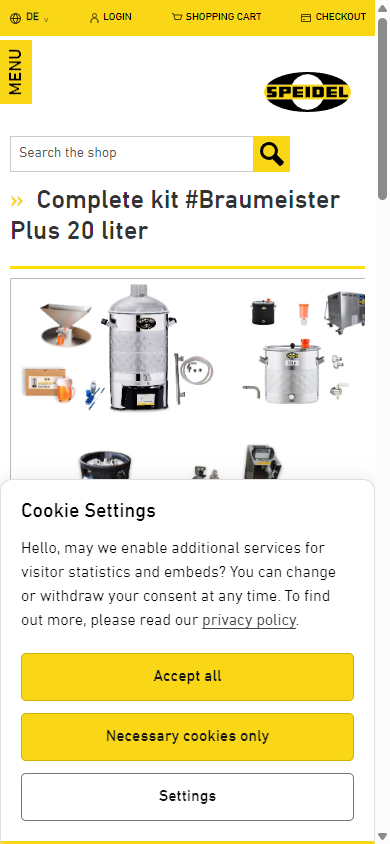 DE
LOGIN
SHOPPING CART
CHECKOUT
MENU
SPEIDEL
Search the shop
» Complete kit #Braumeister
Plus 20 liter
Cookie Settings
Hello, may we enable additional services for
visitor statistics and embeds? You can change
or withdraw your consent at any time. To find
out more, please read our privacy policy.
Accept all
Necessary cookies only
Settings